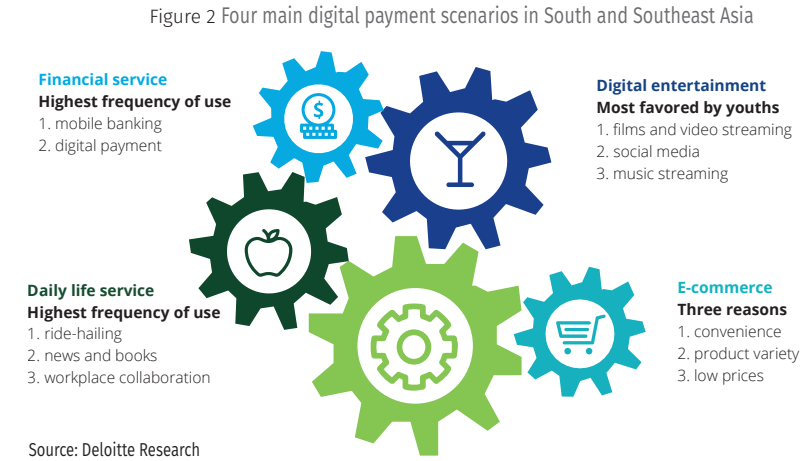 Figure 2 Four main digital payment scenarios in South and Southeast Asia
Financial service
Highest frequency of use
1. mobile banking
2. digital payment
$
Digital entertainment
Most favored by youths
1. films and video streaming
2. social media
3. music streaming
Daily life service
Highest frequency of use
1. ride-hailing
2. news and books
3. workplace collaboration
E-commerce
Three reasons
1. convenience
2. product variety
3. low prices
Source: Deloitte Research